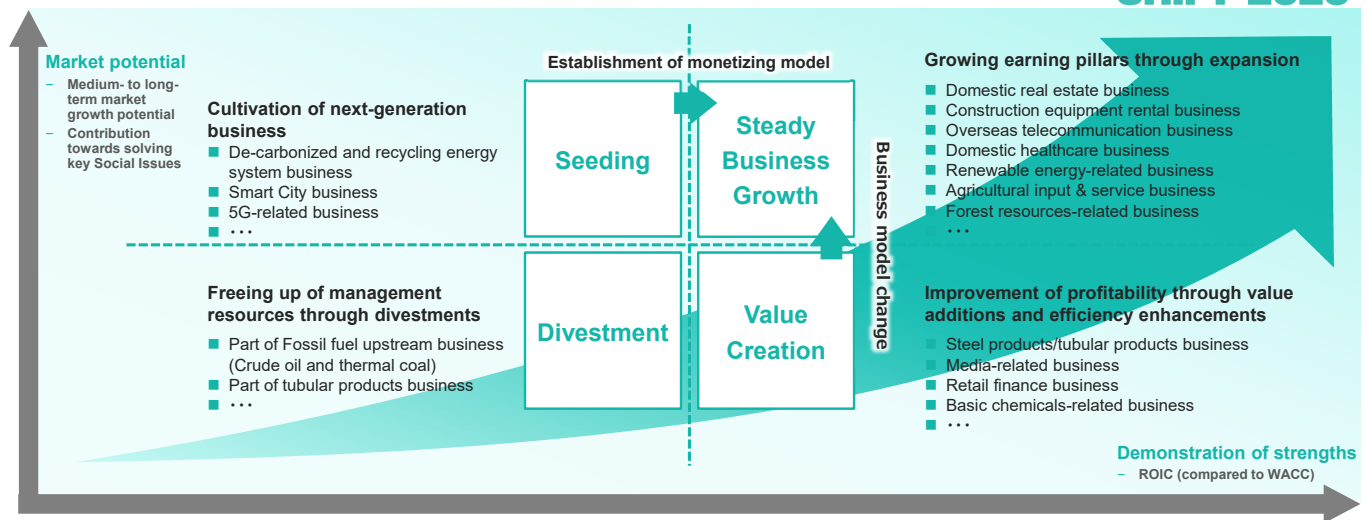 Market potential
– Medium- to long-
term market
growth potential
– Contribution
towards solving
key Social Issues
Cultivation of next-generation
business
■ De-carbonized and recycling energy
system business
■ Smart City business
■ 5G-related business
■ ・・・
Establishment of monetizing model
Seeding
Steady
Business
Growth
Growing earning pillars through expansion
■ Domestic real estate business
■ Construction equipment rental business
■ Overseas telecommunication business
■ Domestic healthcare business
■ Renewable energy-related business
■ Agricultural input & service business
■ Forest resources-related business
■ ・・・
Business model change
Freeing up of management
resources through divestments
■ Part of Fossil fuel upstream business
(Crude oil and thermal coal)
■ Part of tubular products business
■ ・・・
Divestment
Value
Creation
Improvement of profitability through value
additions and efficiency enhancements
■ Steel products/tubular products business
■ Media-related business
■ Retail finance business
■ Basic chemicals-related business
■ ・・・
Demonstration of strengths
– ROIC (compared to WACC)